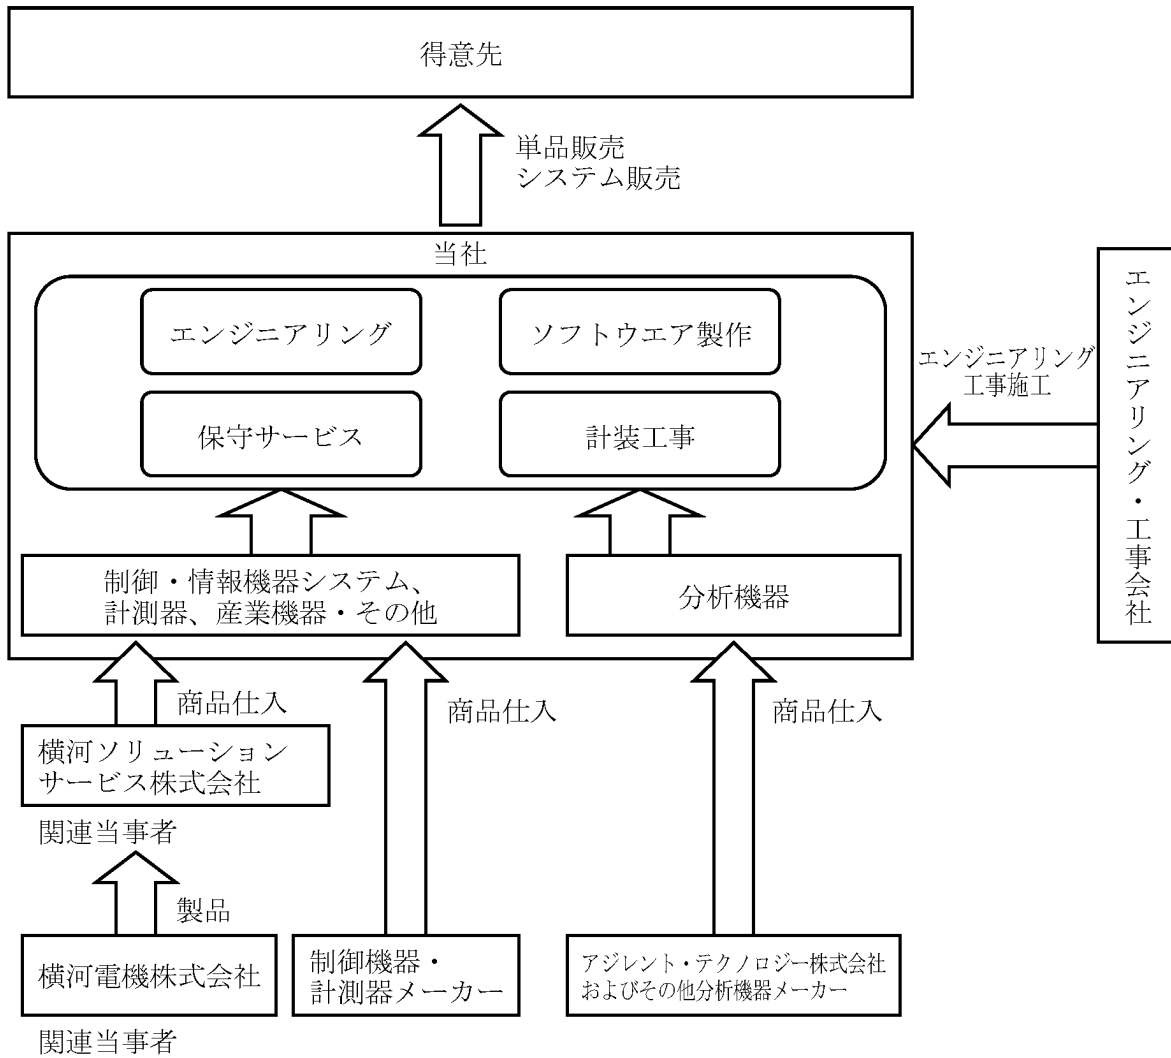 得意先
単品販売
システム販売
当社
エンジニアリング
ソフトウエア製作
保守サービス
計装工事
エンジニアリング
工事施工
エンジニアリング・工事会社
制御・情報機器システム、
計測器、産業機器・その他
分析機器
商品仕入
商品仕入
商品仕入
横河ソリューション
サービス株式会社
関連当事者
製品
横河電機株式会社
関連当事者
制御機器・
計測器メーカー
アジレント・テクノロジー株式会社
およびその他分析機器メーカー